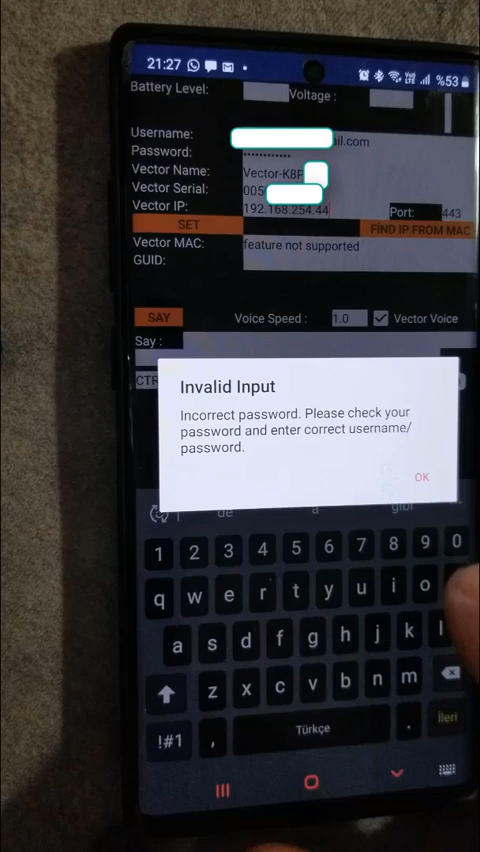 21:27 %53
Battery Level: Voltage :
Username: ail.com
Password: ••••••••••••
Vector Name: Vector-K8P
Vector Serial: 005
Vector IP: 192.168.254.44 Port: 443
SET FİND IP FROM MAC
Vector MAC: feature not supported
GUID:
SAY Voice Speed : 1.0 Vector Voice
Say :
CTR
Invalid Input
Incorrect password. Please check your
password and enter correct username/
password.
OK
de a gibi
1 2 3 4 5 6 7 8 9 0
q w e r t y u i o
a s d f g h j k l
z x c v b n m
!#1 , Türkçe . İleri